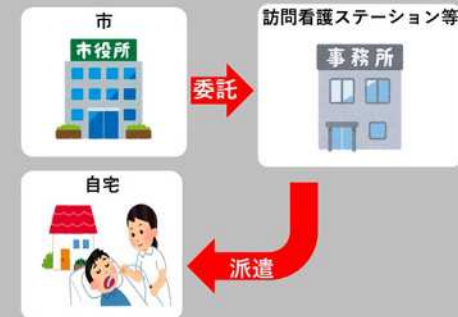 市
市役所
委託
訪問看護ステーション等
事務所
自宅
派遣